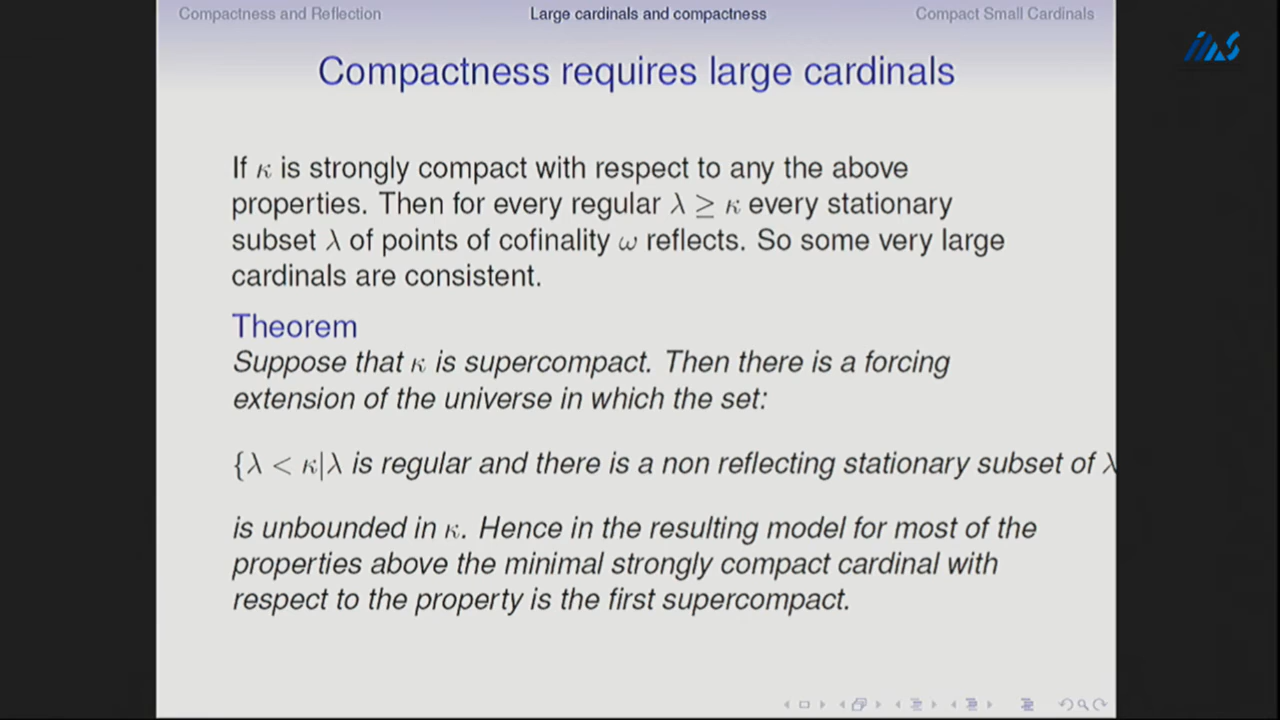 Compactness and Reflection Large cardinals and compactness Compact Small Cardinals
IMS
Compactness requires large cardinals
If κ is strongly compact with respect to any the above
properties. Then for every regular λ ≥ κ every stationary
subset λ of points of cofinality ω reflects. So some very large
cardinals are consistent.
Theorem
Suppose that κ is supercompact. Then there is a forcing
extension of the universe in which the set:
{λ < κ|λ is regular and there is a non reflecting stationary subset of λ
is unbounded in κ. Hence in the resulting model for most of the
properties above the minimal strongly compact cardinal with
respect to the property is the first supercompact.